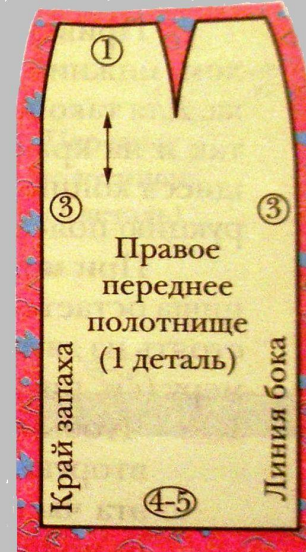 ①
③
③
Правое
переднее
полотнище
(1 деталь)
Край запаха
Линия бока
4-5